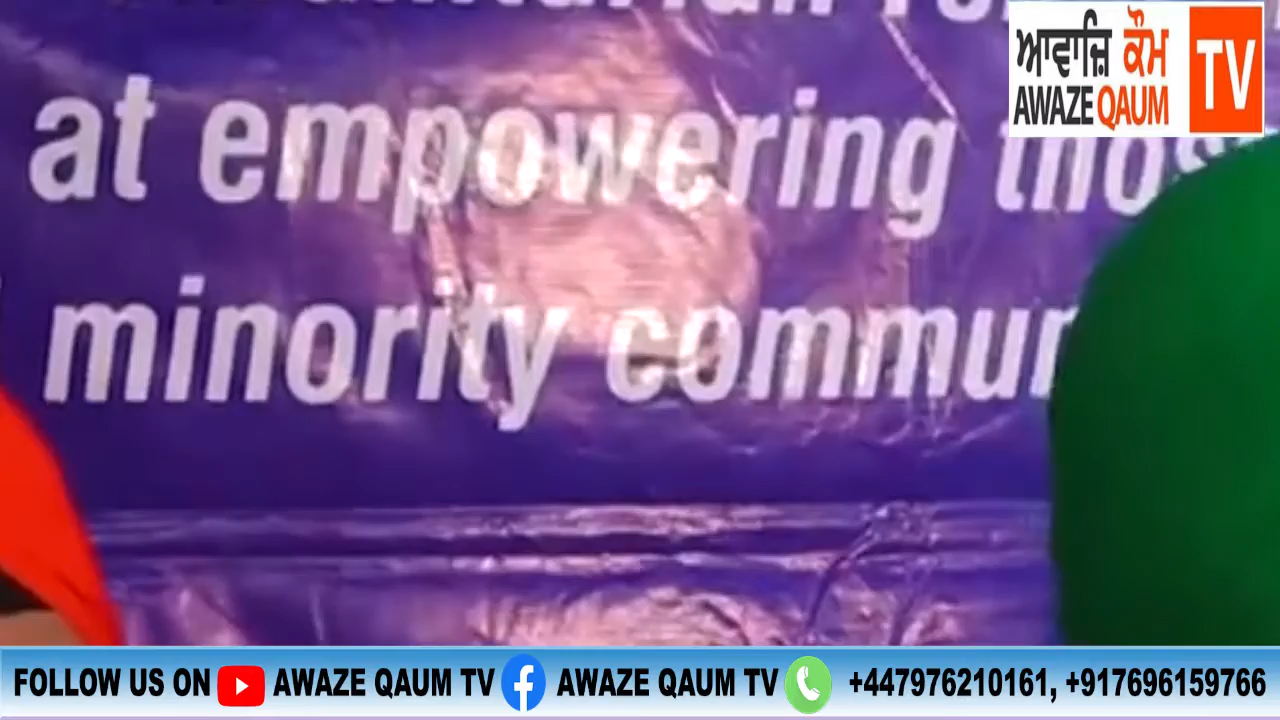 ਆਵਾਜ਼ਿ ਕੌਮ
AWAZE QAUM
TV
at empowering
minority
FOLLOW US ON AWAZE QAUM TV AWAZE QAUM TV +447976210161, +917696159766